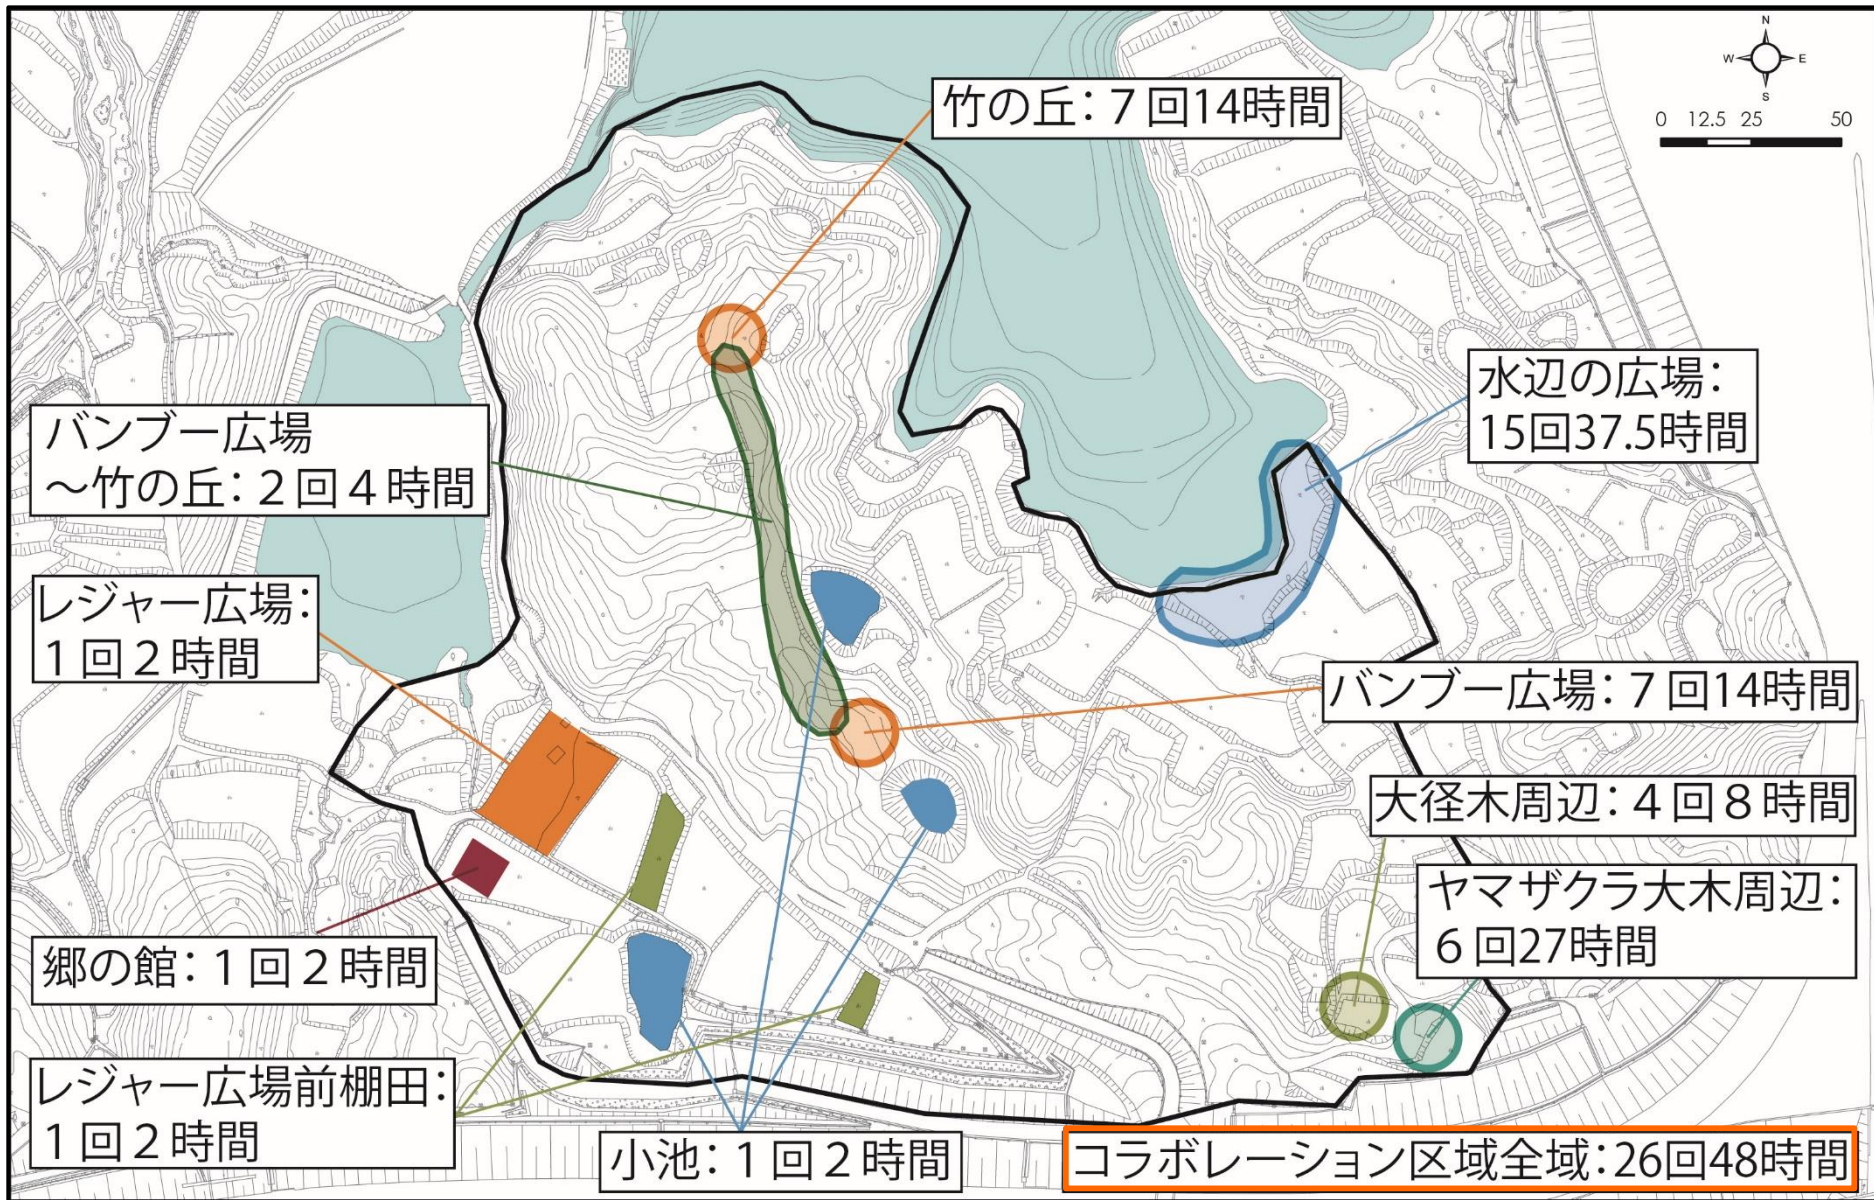 N
W
E
S
0 12.5 25 50
竹の丘：７回14時間
水辺の広場：
15回37.5時間
バンブー広場
～竹の丘：２回４時間
レジャー広場：
１回２時間
バンブー広場：７回14時間
大径木周辺：４回８時間
ヤマザクラ大木周辺：
６回27時間
郷の館：１回２時間
レジャー広場前棚田：
１回２時間
小池：１回２時間
コラボレーション区域全域：26回48時間